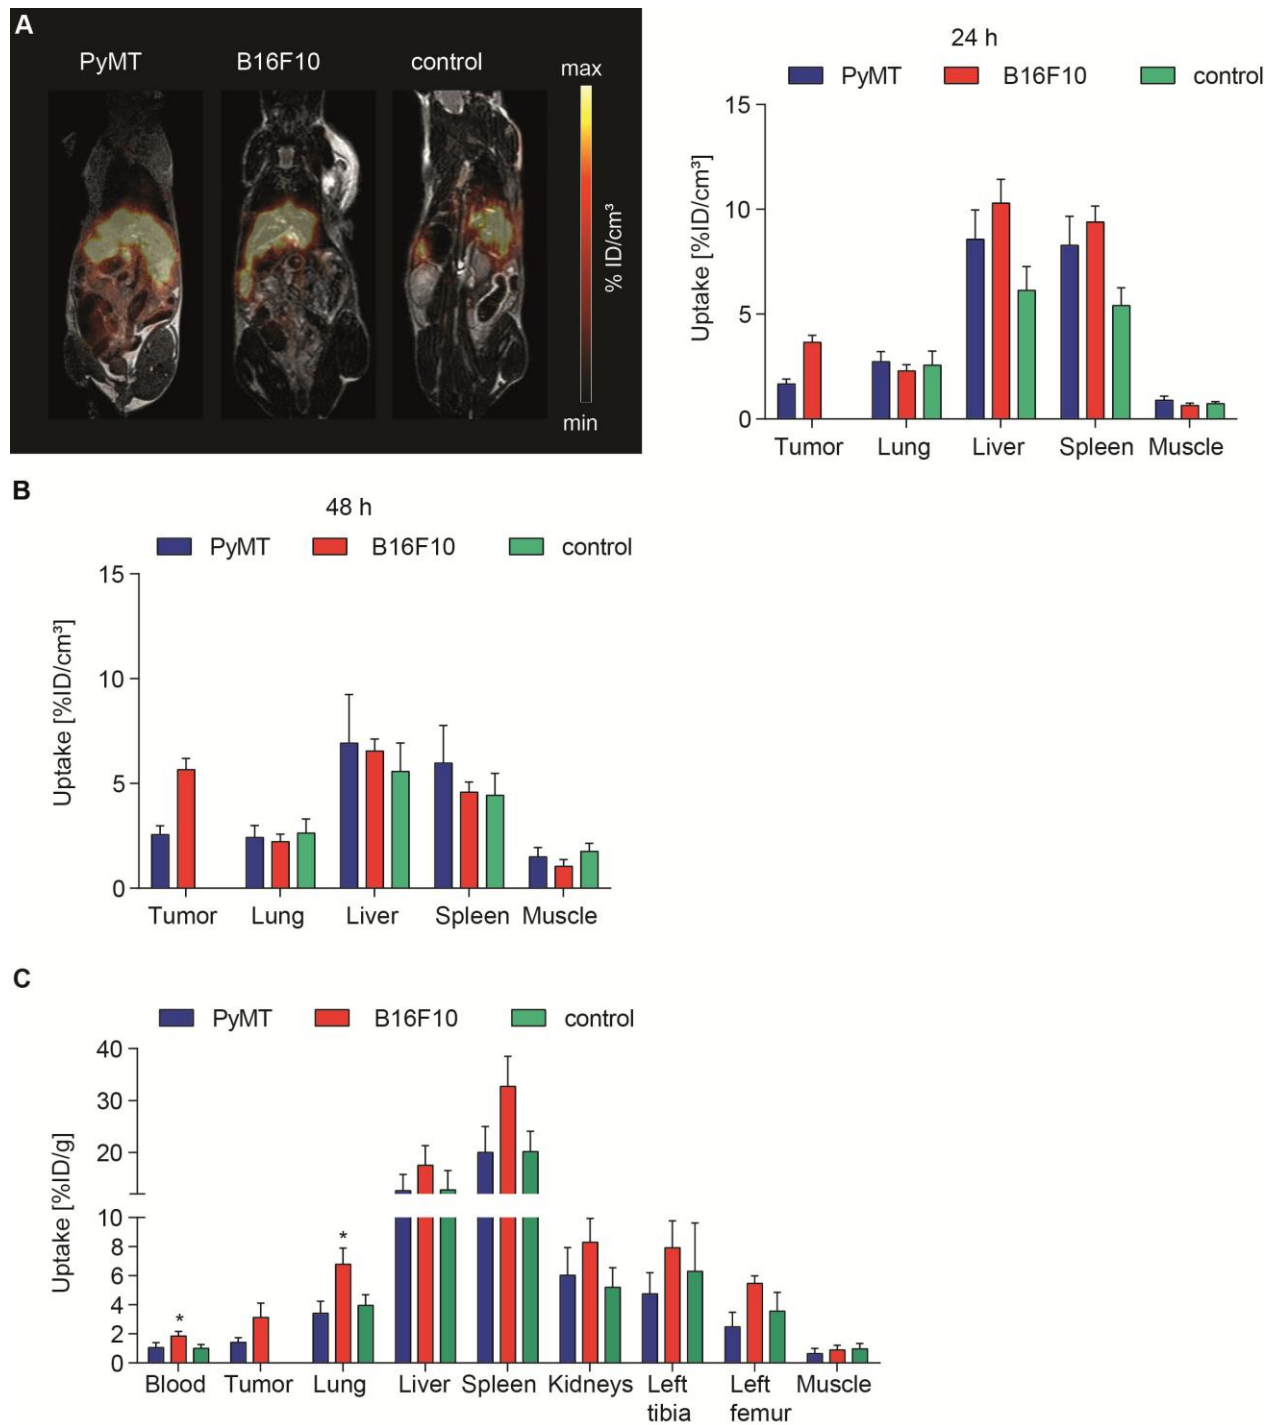 A
PyMT B16F10 control
max
% ID/cm³
min
24 h
PyMT B16F10 control
Uptake [%ID/cm³]
15
10
5
0
Tumor Lung Liver Spleen Muscle
B
48 h
PyMT B16F10 control
Uptake [%ID/cm³]
15
10
5
0
Tumor Lung Liver Spleen Muscle
C
PyMT B16F10 control
Uptake [%ID/g]
40
30
20
10
8
6
4
2
0
* *
Blood Tumor Lung Liver Spleen Kidneys Left tibia Left femur Muscle